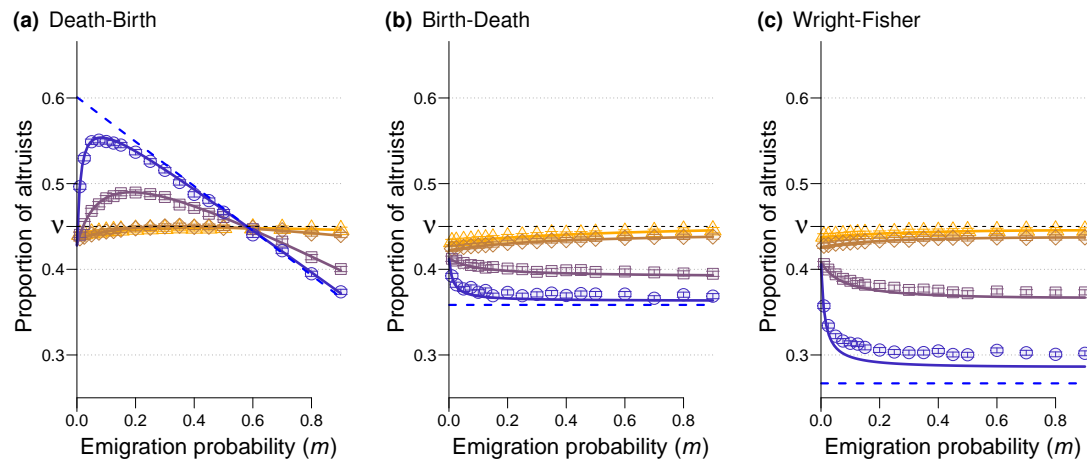 (a) Death-Birth
(b) Birth-Death
(c) Wright-Fisher
Proportion of altruists
0.6
0.5
ν
0.4
0.3
0.0 0.2 0.4 0.6 0.8
Emigration probability (m)
Proportion of altruists
0.6
0.5
ν
0.4
0.3
0.0 0.2 0.4 0.6 0.8
Emigration probability (m)
Proportion of altruists
0.6
0.5
ν
0.4
0.3
0.0 0.2 0.4 0.6 0.8
Emigration probability (m)